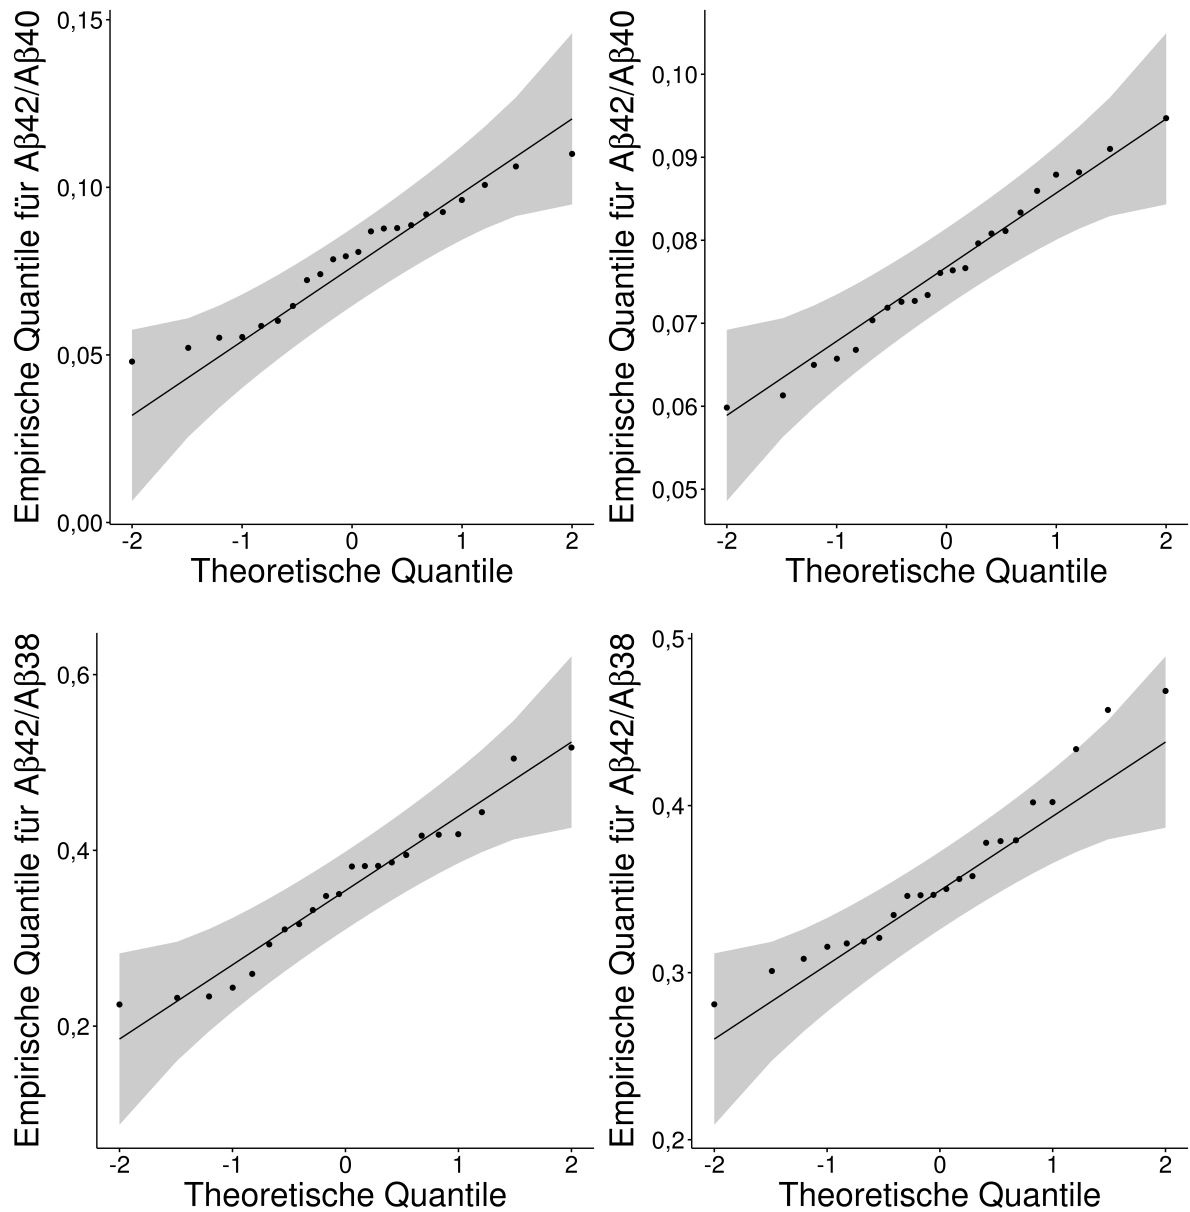 Empirische Quantile für Aβ42/Aβ40
0,15
0,10
0,05
0,00
-2 -1 0 1 2
Theoretische Quantile
Empirische Quantile für Aβ42/Aβ40
0,10
0,09
0,08
0,07
0,06
0,05
-2 -1 0 1 2
Theoretische Quantile
Empirische Quantile für Aβ42/Aβ38
0,6
0,4
0,2
-2 -1 0 1 2
Theoretische Quantile
Empirische Quantile für Aβ42/Aβ38
0,5
0,4
0,3
0,2
-2 -1 0 1 2
Theoretische Quantile